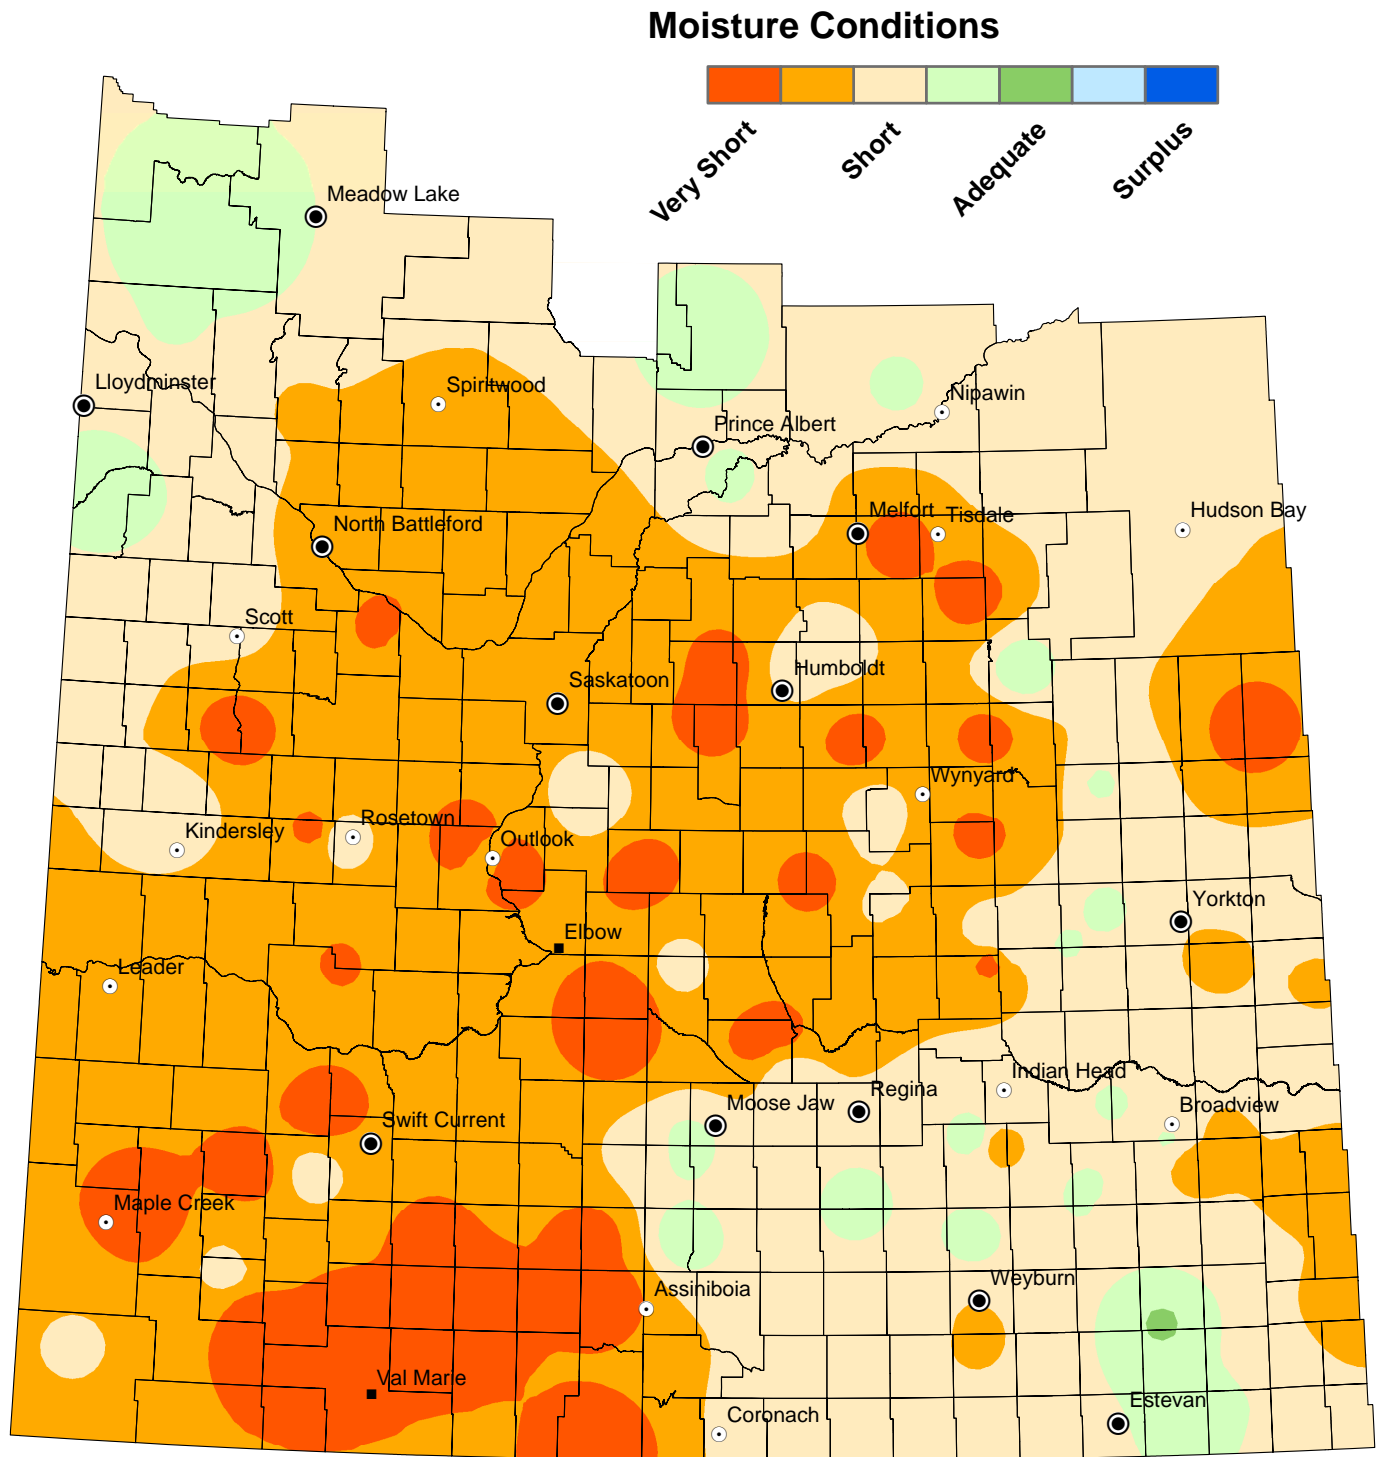 Moisture Conditions
Very Short
Short
Adequate
Surplus
Meadow Lake
Lloydminster
Spiritwood
Nipawin
Prince Albert
Hudson Bay
Melfort
Tisdale
North Battleford
Scott
Humboldt
Saskatoon
Wynyard
Rosetown
Kindersley
Outlook
Yorkton
Elbow
Leader
Indian Head
Regina
Moose Jaw
Broadview
Swift Current
Maple Creek
Weyburn
Assiniboia
Val Marie
Estevan
Coronach